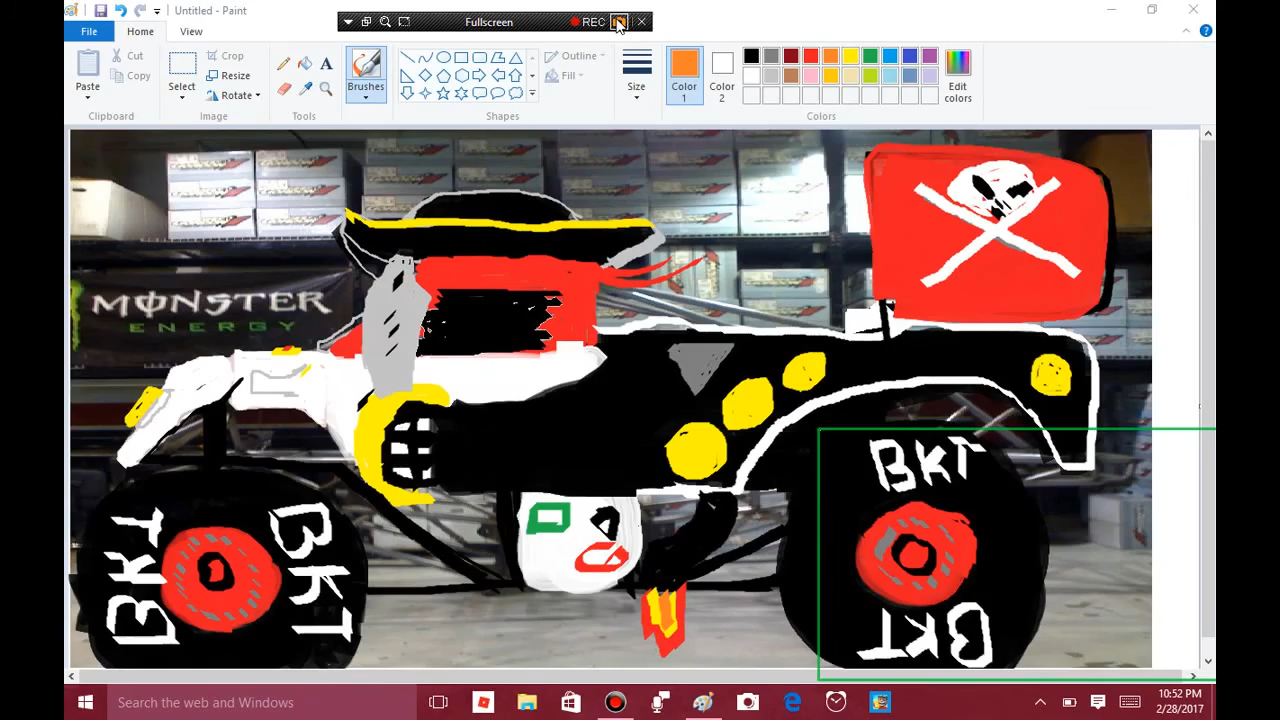 Untitled - Paint
Fullscreen
REC
File
Home
View
Paste
Cut
Copy
Clipboard
Select
Crop
Resize
Rotate
Image
Tools
Brushes
Outline
Fill
Shapes
Size
Color
1
Color
2
Edit
colors
Colors
MONSTER
ENERGY
BKT
BKT
BKT
BKT
Search the web and Windows
10:52 PM
2/28/2017